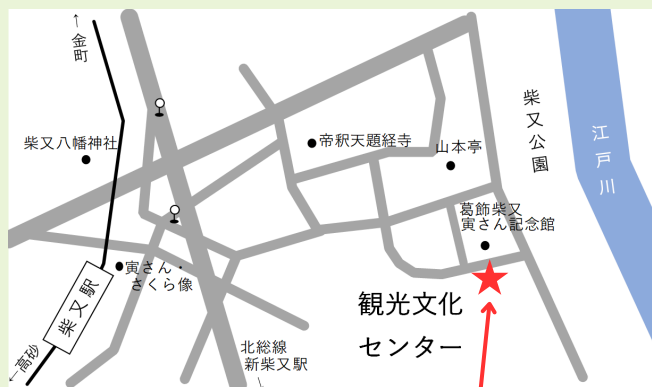 ←金町
柴又八幡神社
帝釈天題経寺
山本亭
柴又公園
江戸川
葛飾柴又
寅さん記念館
寅さん・
さくら像
柴又駅
観光文化
センター
北総線
新柴又駅
←高砂